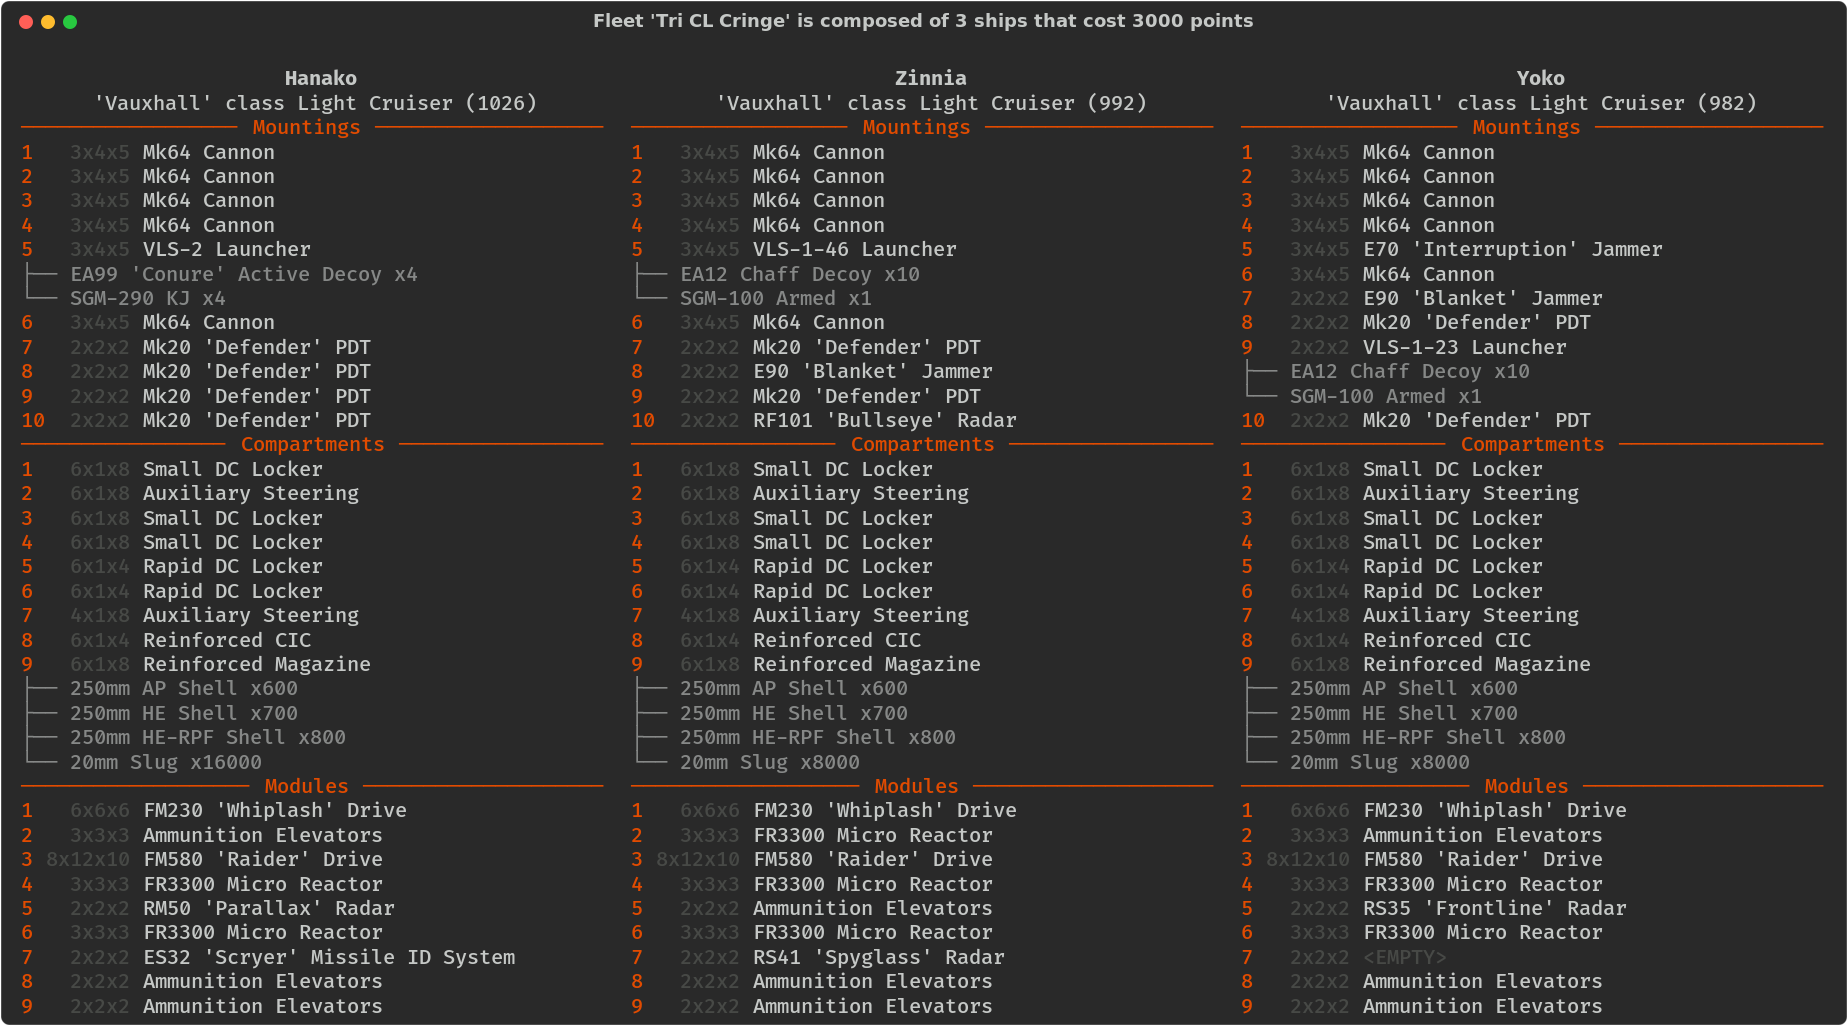 Fleet 'Tri CL Cringe' is composed of 3 ships that cost 3000 points
Hanako
'Vauxhall' class Light Cruiser (1026)
Mountings
1 3x4x5 Mk64 Cannon
2 3x4x5 Mk64 Cannon
3 3x4x5 Mk64 Cannon
4 3x4x5 Mk64 Cannon
5 3x4x5 VLS-2 Launcher
EA99 'Conure' Active Decoy x4
SGM-290 KJ x4
6 3x4x5 Mk64 Cannon
7 2x2x2 Mk20 'Defender' PDT
8 2x2x2 Mk20 'Defender' PDT
9 2x2x2 Mk20 'Defender' PDT
10 2x2x2 Mk20 'Defender' PDT
Compartments
1 6x1x8 Small DC Locker
2 6x1x8 Auxiliary Steering
3 6x1x8 Small DC Locker
4 6x1x8 Small DC Locker
5 6x1x4 Rapid DC Locker
6 6x1x4 Rapid DC Locker
7 4x1x8 Auxiliary Steering
8 6x1x4 Reinforced CIC
9 6x1x8 Reinforced Magazine
250mm AP Shell x600
250mm HE Shell x700
250mm HE-RPF Shell x800
20mm Slug x16000
Modules
1 6x6x6 FM230 'Whiplash' Drive
2 3x3x3 Ammunition Elevators
3 8x12x10 FM580 'Raider' Drive
4 3x3x3 FR3300 Micro Reactor
5 2x2x2 RM50 'Parallax' Radar
6 3x3x3 FR3300 Micro Reactor
7 2x2x2 ES32 'Scryer' Missile ID System
8 2x2x2 Ammunition Elevators
9 2x2x2 Ammunition Elevators
Zinnia
'Vauxhall' class Light Cruiser (992)
Mountings
1 3x4x5 Mk64 Cannon
2 3x4x5 Mk64 Cannon
3 3x4x5 Mk64 Cannon
4 3x4x5 Mk64 Cannon
5 3x4x5 VLS-1-46 Launcher
EA12 Chaff Decoy x10
SGM-100 Armed x1
6 3x4x5 Mk64 Cannon
7 2x2x2 Mk20 'Defender' PDT
8 2x2x2 E90 'Blanket' Jammer
9 2x2x2 Mk20 'Defender' PDT
10 2x2x2 RF101 'Bullseye' Radar
Compartments
1 6x1x8 Small DC Locker
2 6x1x8 Auxiliary Steering
3 6x1x8 Small DC Locker
4 6x1x8 Small DC Locker
5 6x1x4 Rapid DC Locker
6 6x1x4 Rapid DC Locker
7 4x1x8 Auxiliary Steering
8 6x1x4 Reinforced CIC
9 6x1x8 Reinforced Magazine
250mm AP Shell x600
250mm HE Shell x700
250mm HE-RPF Shell x800
20mm Slug x8000
Modules
1 6x6x6 FM230 'Whiplash' Drive
2 3x3x3 FR3300 Micro Reactor
3 8x12x10 FM580 'Raider' Drive
4 3x3x3 FR3300 Micro Reactor
5 2x2x2 Ammunition Elevators
6 3x3x3 FR3300 Micro Reactor
7 2x2x2 RS41 'Spyglass' Radar
8 2x2x2 Ammunition Elevators
9 2x2x2 Ammunition Elevators
Yoko
'Vauxhall' class Light Cruiser (982)
Mountings
1 3x4x5 Mk64 Cannon
2 3x4x5 Mk64 Cannon
3 3x4x5 Mk64 Cannon
4 3x4x5 Mk64 Cannon
5 3x4x5 E70 'Interruption' Jammer
6 3x4x5 Mk64 Cannon
7 2x2x2 E90 'Blanket' Jammer
8 2x2x2 Mk20 'Defender' PDT
9 2x2x2 VLS-1-23 Launcher
EA12 Chaff Decoy x10
SGM-100 Armed x1
10 2x2x2 Mk20 'Defender' PDT
Compartments
1 6x1x8 Small DC Locker
2 6x1x8 Auxiliary Steering
3 6x1x8 Small DC Locker
4 6x1x8 Small DC Locker
5 6x1x4 Rapid DC Locker
6 6x1x4 Rapid DC Locker
7 4x1x8 Auxiliary Steering
8 6x1x4 Reinforced CIC
9 6x1x8 Reinforced Magazine
250mm AP Shell x600
250mm HE Shell x700
250mm HE-RPF Shell x800
20mm Slug x8000
Modules
1 6x6x6 FM230 'Whiplash' Drive
2 3x3x3 Ammunition Elevators
3 8x12x10 FM580 'Raider' Drive
4 3x3x3 FR3300 Micro Reactor
5 2x2x2 RS35 'Frontline' Radar
6 3x3x3 FR3300 Micro Reactor
7 2x2x2 <EMPTY>
8 2x2x2 Ammunition Elevators
9 2x2x2 Ammunition Elevators